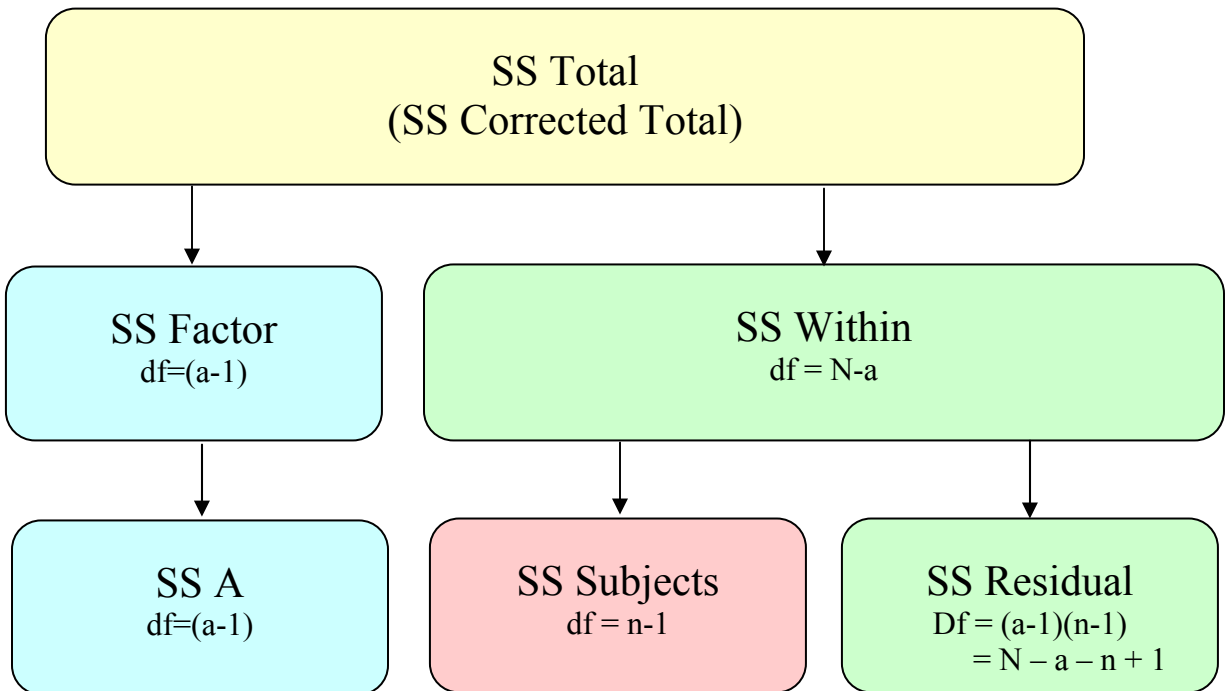 SS Total
(SS Corrected Total)
SS Factor
df=(a-1)
SS Within
df = N-a
SS A
df=(a-1)
SS Subjects
df = n-1
SS Residual
Df = (a-1)(n-1)
= N – a – n + 1